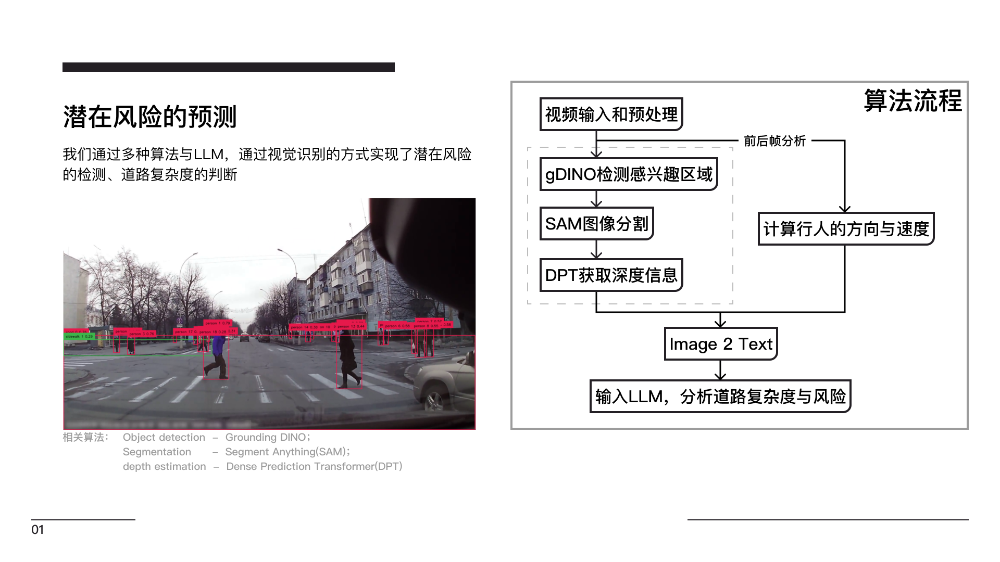 潜在风险的预测
我们通过多种算法与LLM，通过视觉识别的方式实现了潜在风险
的检测、道路复杂度的判断
sidewalk 1 0.29
person
person 3 0.76
person 17 0.
person 18 0.28
0.31
person 1 0.79
person 14 0.38
on 10
person 13 0.44
person 6 0.58
person 8 0.55
0.58
相关算法： Object detection – Grounding DINO；
Segmentation – Segment Anything(SAM)；
depth estimation – Dense Prediction Transformer(DPT)
算法流程
视频输入和预处理
前后帧分析
gDINO检测感兴趣区域
SAM图像分割
计算行人的方向与速度
DPT获取深度信息
Image 2 Text
输入LLM，分析道路复杂度与风险
01